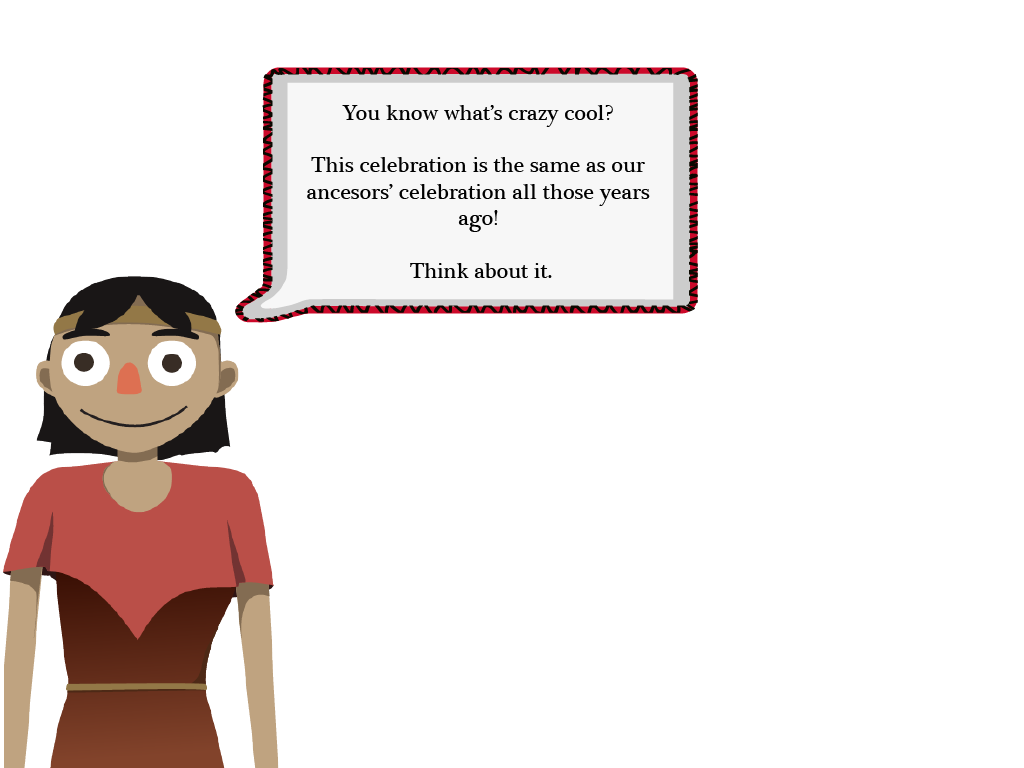 You know what's crazy cool?
This celebration is the same as our
ancesors' celebration all those years
ago!
Think about it.